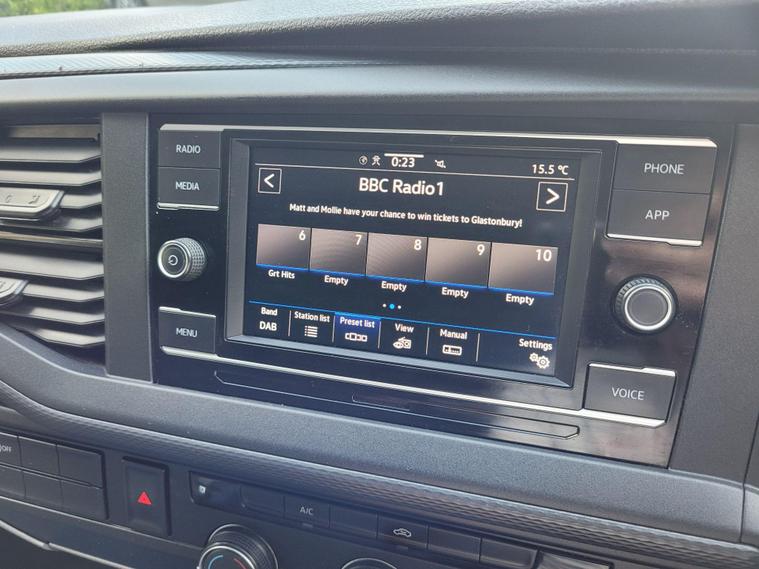 RADIO
MEDIA
MENU
PHONE
APP
VOICE
0:23
15.5 °C
<
BBC Radio1
>
Matt and Mollie have your chance to win tickets to Glastonbury!
6 7 8 9 10
Grt Hits Empty Empty Empty Empty
Band Station list Preset list View Manual Settings
DAB
OFF
A/C